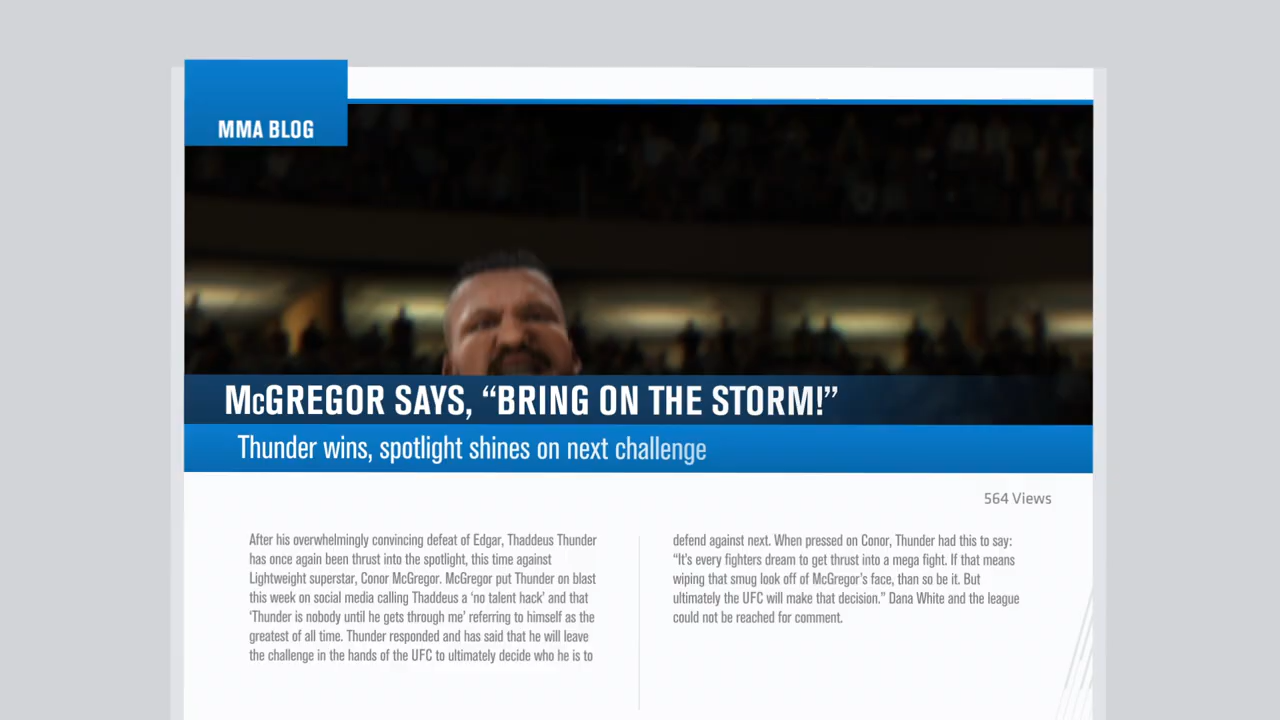 MMA BLOG
McGREGOR SAYS, “BRING ON THE STORM!”
Thunder wins, spotlight shines on next challenge
564 Views
After his overwhelmingly convincing defeat of Edgar, Thaddeus Thunder
has once again been thrust into the spotlight, this time against
Lightweight superstar, Conor McGregor. McGregor put Thunder on blast
this week on social media calling Thaddeus a ‘no talent hack’ and that
‘Thunder is nobody until he gets through me’ referring to himself as the
greatest of all time. Thunder responded and has said that he will leave
the challenge in the hands of the UFC to ultimately decide who he is to
defend against next. When pressed on Conor, Thunder had this to say:
“It’s every fighters dream to get thrust into a mega fight. If that means
wiping that smug look off of McGregor’s face, than so be it. But
ultimately the UFC will make that decision.” Dana White and the league
could not be reached for comment.